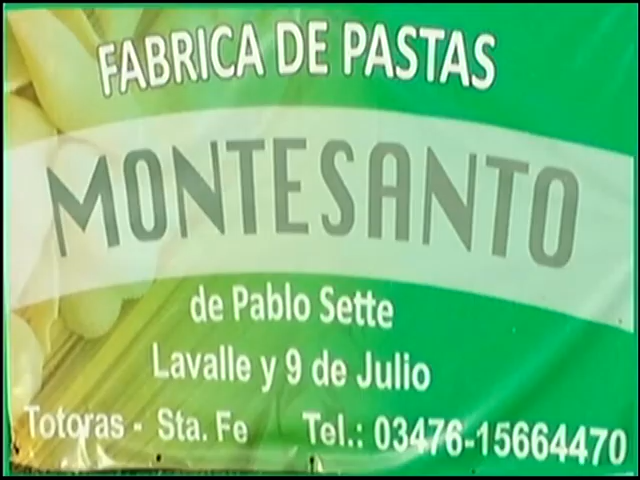 FABRICA DE PASTAS
MONTESANTO
de Pablo Sette
Lavalle y 9 de Julio
Totoras - Sta. Fe Tel.: 03476-15664470